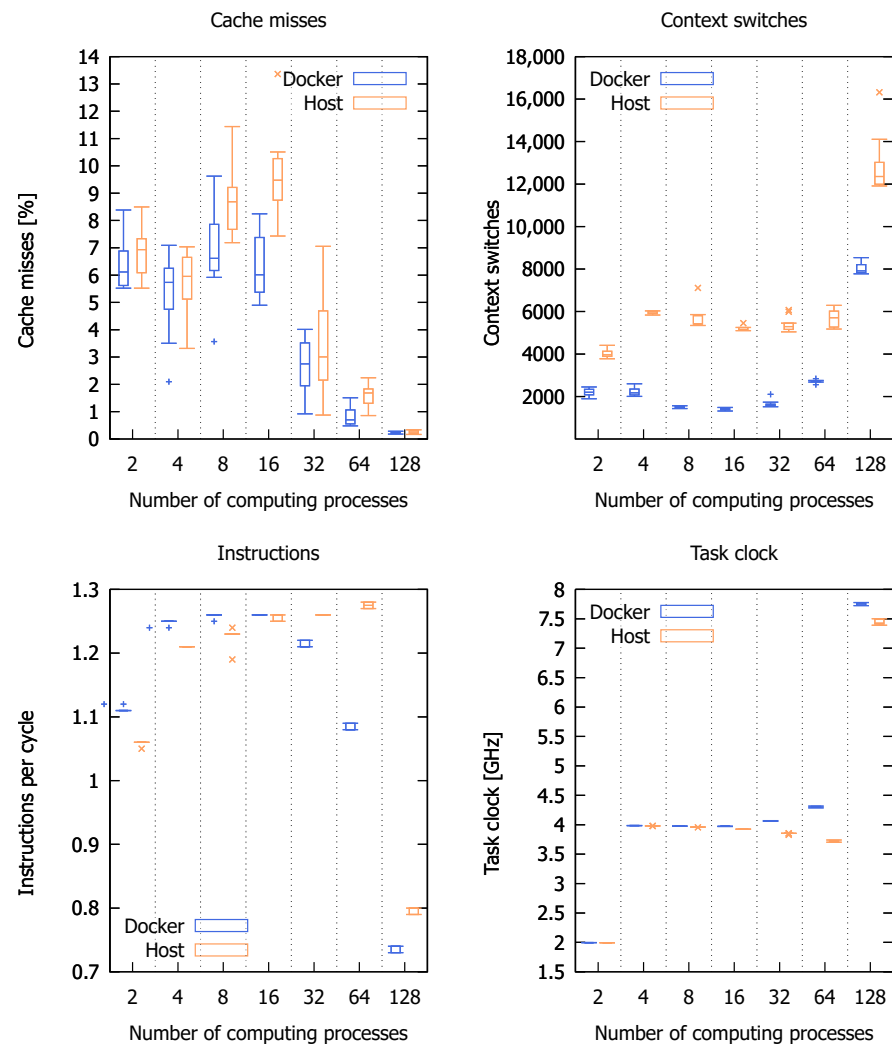 Cache misses
Cache misses [%]
14
13
12
11
10
9
8
7
6
5
4
3
2
1
0
Docker
Host
2 4 8 16 32 64 128
Number of computing processes
Context switches
Context switches
18,000
16,000
14,000
12,000
10,000
8000
6000
4000
2000
Docker
Host
2 4 8 16 32 64 128
Number of computing processes
Instructions
Instructions per cycle
1.3
1.2
1.1
1
0.9
0.8
0.7
Docker
Host
2 4 8 16 32 64 128
Number of computing processes
Task clock
Task clock [GHz]
8
7.5
7
6.5
6
5.5
5
4.5
4
3.5
3
2.5
2
1.5
Docker
Host
2 4 8 16 32 64 128
Number of computing processes